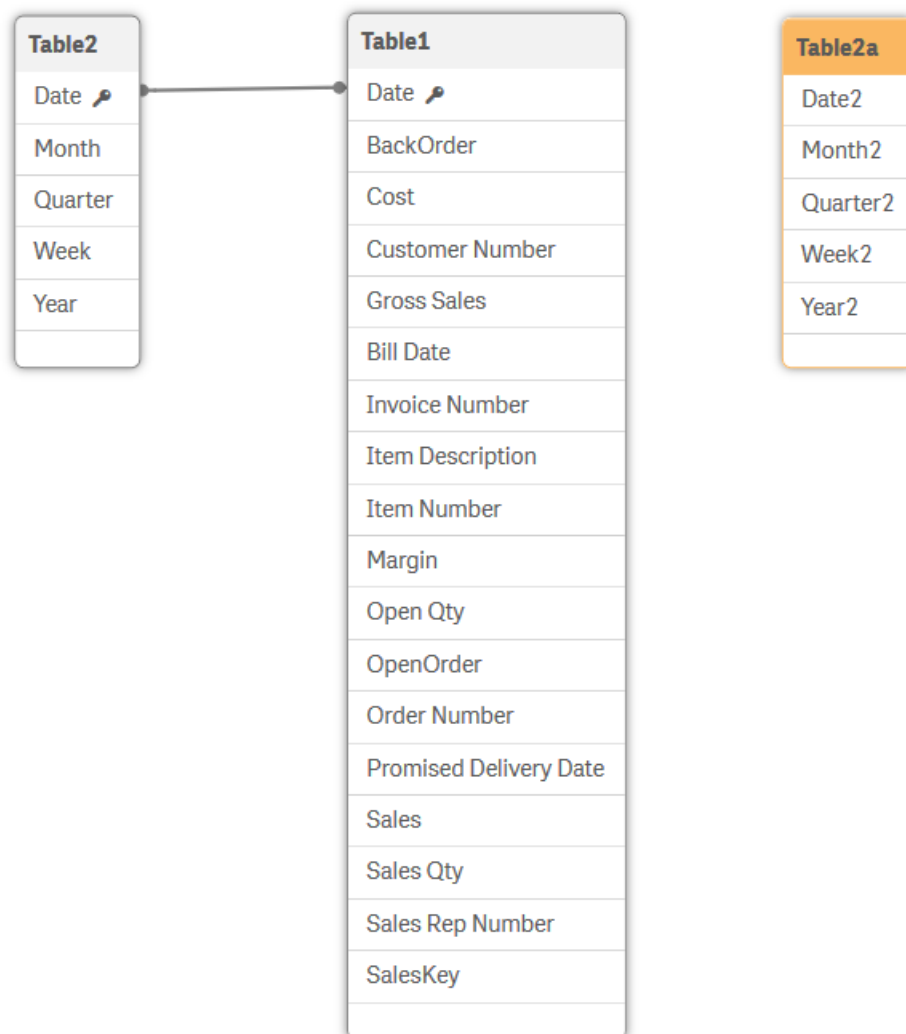 Table2
Date
Month
Quarter
Week
Year
Table1
Date
BackOrder
Cost
Customer Number
Gross Sales
Bill Date
Invoice Number
Item Description
Item Number
Margin
Open Qty
OpenOrder
Order Number
Promised Delivery Date
Sales
Sales Qty
Sales Rep Number
SalesKey
Table2a
Date2
Month2
Quarter2
Week2
Year2